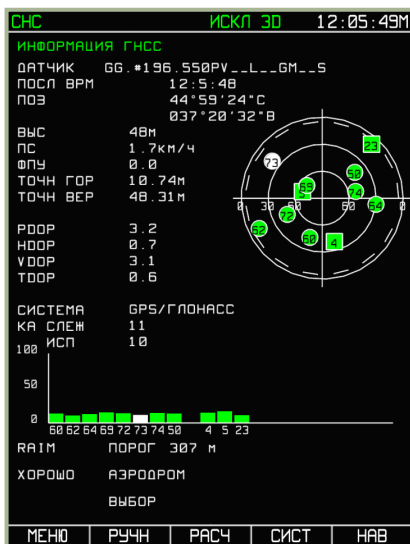 СНС ИСКЛ 3D 12:05:49М
ИНФОРМАЦИЯ ГНСС
ДАТЧИК GG.#196.550PV__L__GM__S
ПОСЛ ВРМ 12:5:48
ПОЗ 44°59'24"С
037°20'32"В
ВЫС 48м
ПС 1.7км/ч
ФПУ 0.0
ТОЧН ГОР 10.74м
ТОЧН ВЕР 48.31м
PDOP 3.2
HDOP 0.7
VDOP 3.1
TDOP 0.6
23
73
50
69
5
74
64
0 30 60 60 0
72
62
60
4
СИСТЕМА GPS/ГЛОНАСС
КА СЛЕЖ 11
ИСП 10
100
50
0
60 62 64 69 72 73 74 50 4 5 23
RAIM ПОРОГ 307 м
ХОРОШО АЭРОДРОМ
ВЫБОР
МЕНЮ РУЧН РАСЧ СИСТ НАВ